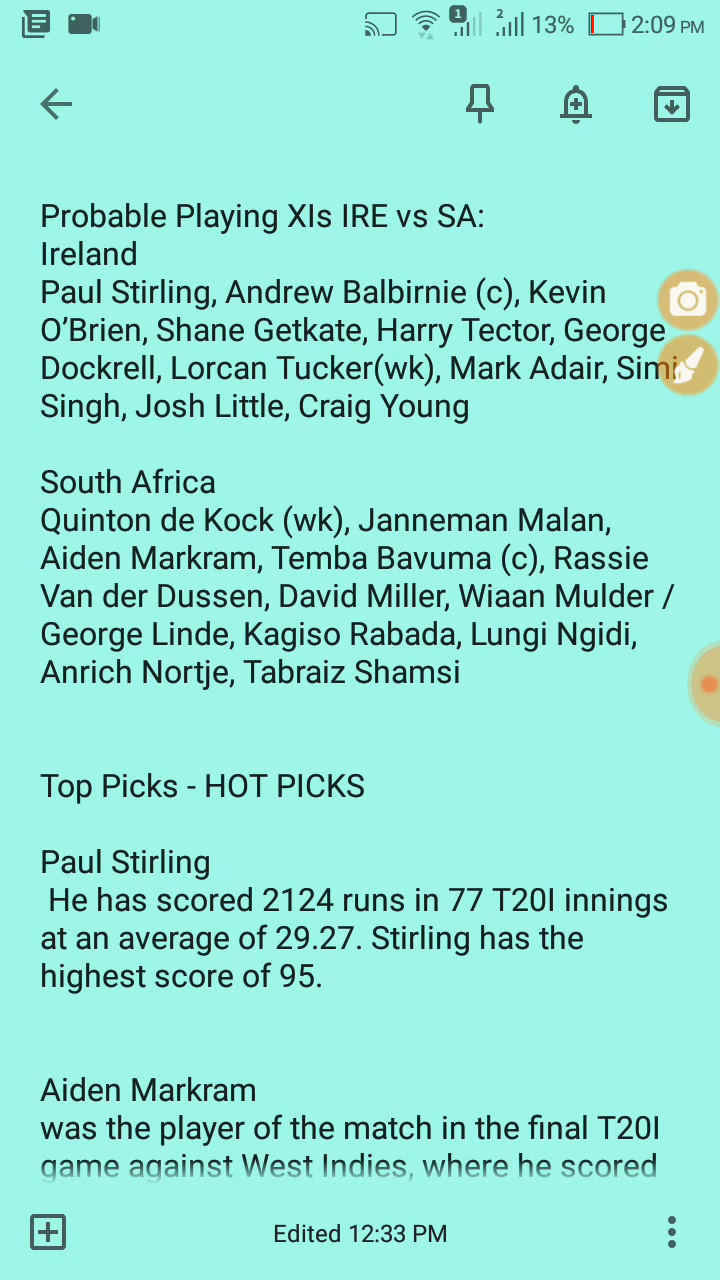 1 2 13% 2:09 PM
Probable Playing XIs IRE vs SA:
Ireland
Paul Stirling, Andrew Balbirnie (c), Kevin
O’Brien, Shane Getkate, Harry Tector, George
Dockrell, Lorcan Tucker(wk), Mark Adair, Simi
Singh, Josh Little, Craig Young
South Africa
Quinton de Kock (wk), Janneman Malan,
Aiden Markram, Temba Bavuma (c), Rassie
Van der Dussen, David Miller, Wiaan Mulder /
George Linde, Kagiso Rabada, Lungi Ngidi,
Anrich Nortje, Tabraiz Shamsi
Top Picks - HOT PICKS
Paul Stirling
He has scored 2124 runs in 77 T20I innings
at an average of 29.27. Stirling has the
highest score of 95.
Aiden Markram
was the player of the match in the final T20I
game against West Indies, where he scored
Edited 12:33 PM